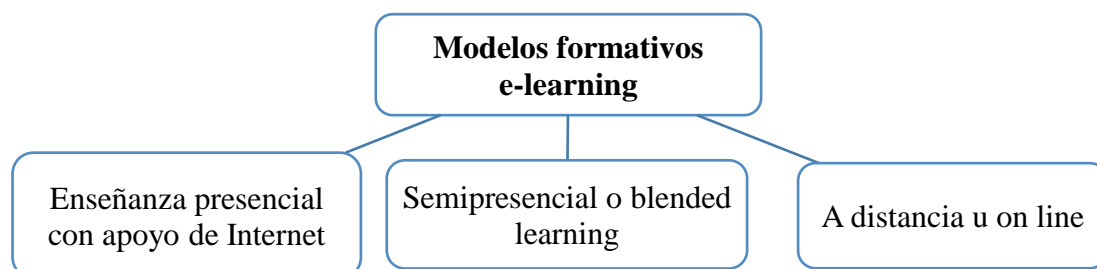 Modelos formativos
e-learning
Enseñanza presencial
con apoyo de Internet
Semipresencial o blended
learning
A distancia u on line